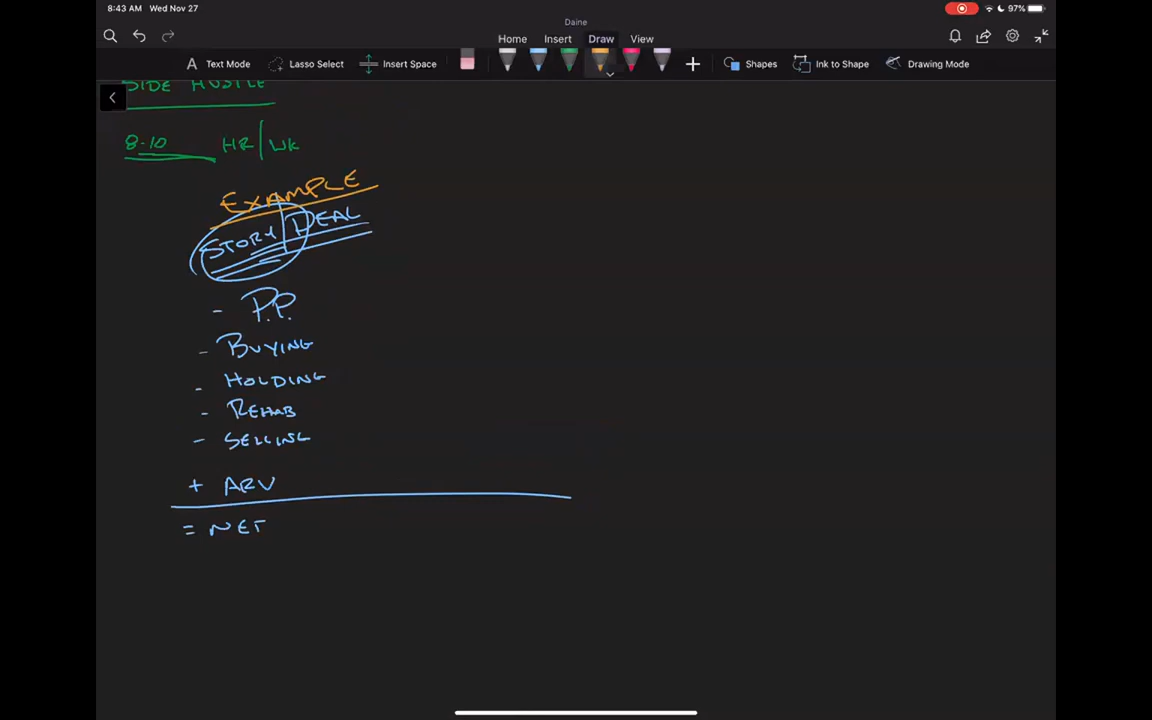 8:43 AM Wed Nov 27
97%
Daine
Home Insert Draw View
Text Mode Lasso Select Insert Space Shapes Ink to Shape Drawing Mode
SIDE HUSTLE
8-10 HR/WK
EXAMPLE
STORY/DEAL
- P.P.
- BUYING
- HOLDING
- REHAB
- SELLING
+ ARV
= NET